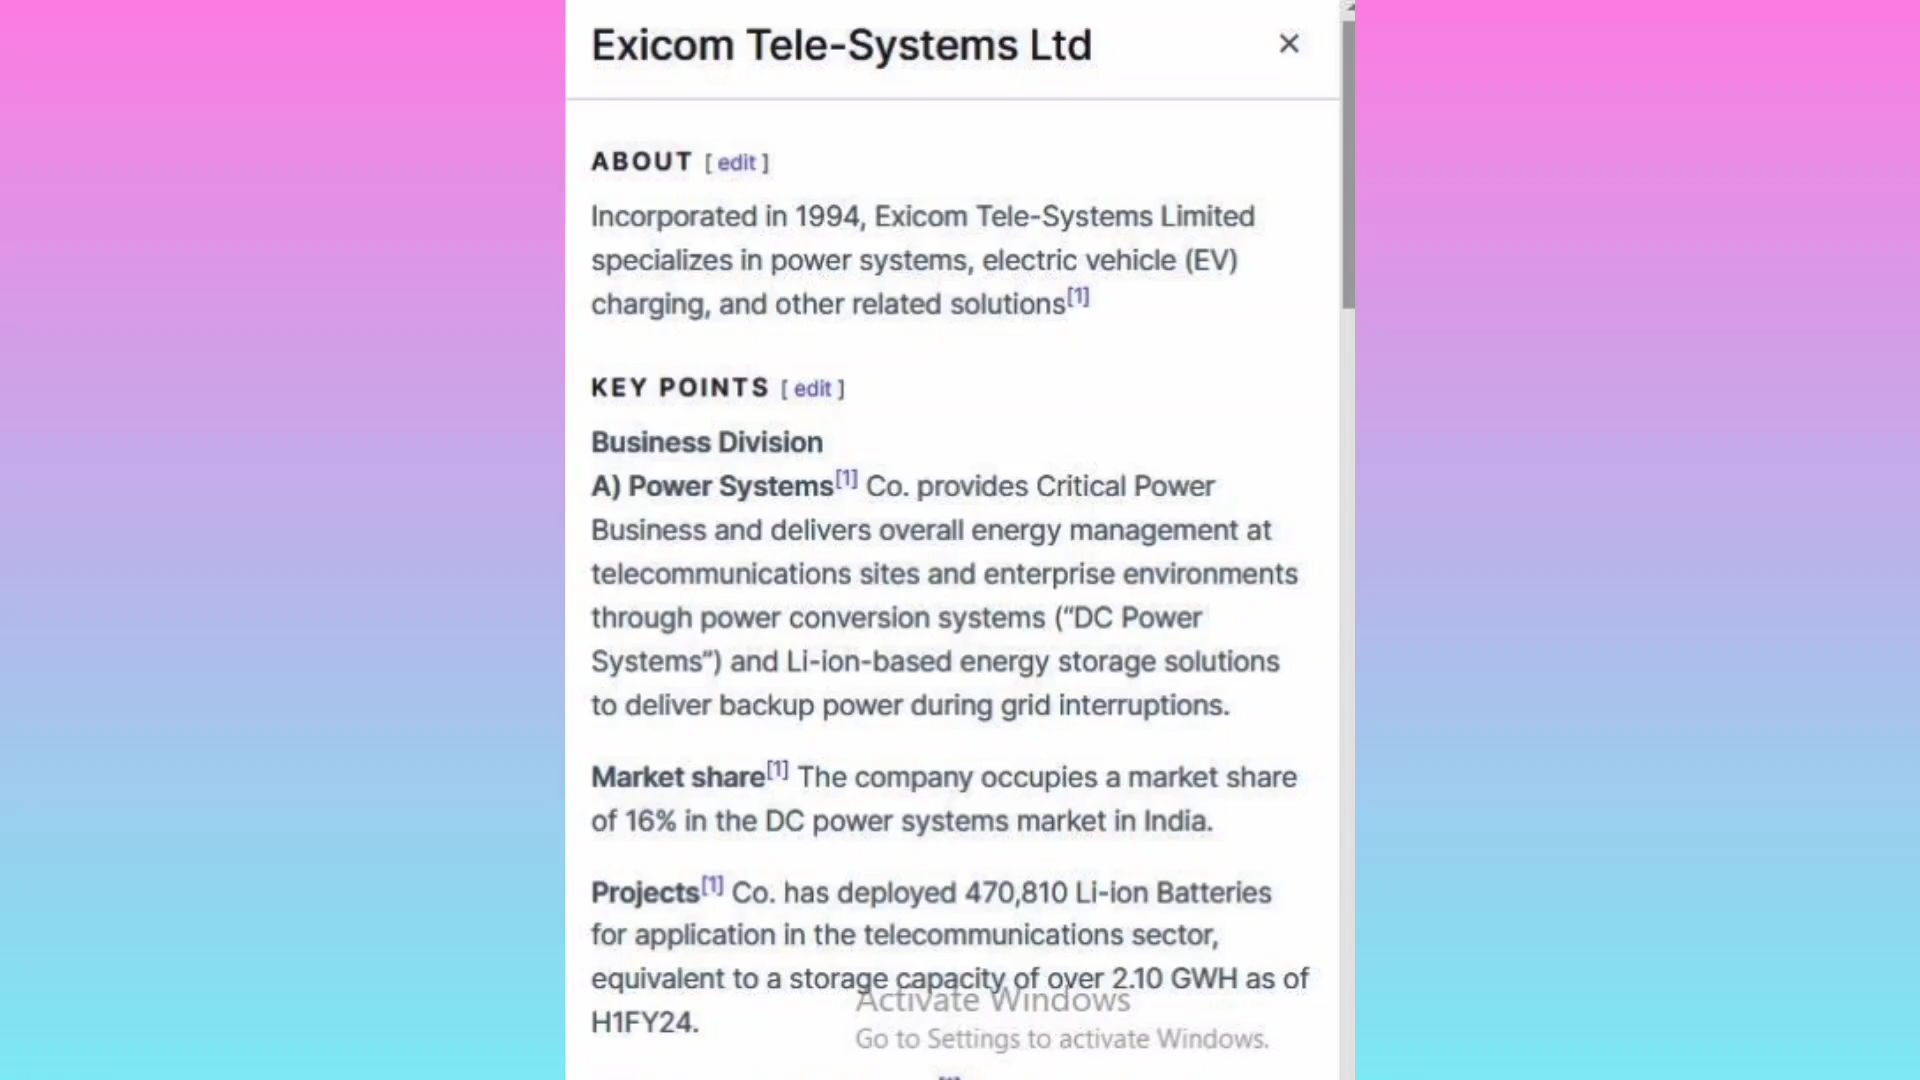 Exicom Tele-Systems Ltd ×
ABOUT [ edit ]
Incorporated in 1994, Exicom Tele-Systems Limited
specializes in power systems, electric vehicle (EV)
charging, and other related solutions[1]
KEY POINTS [ edit ]
Business Division
A) Power Systems[1] Co. provides Critical Power
Business and delivers overall energy management at
telecommunications sites and enterprise environments
through power conversion systems (“DC Power
Systems”) and Li-ion-based energy storage solutions
to deliver backup power during grid interruptions.
Market share[1] The company occupies a market share
of 16% in the DC power systems market in India.
Projects[1] Co. has deployed 470,810 Li-ion Batteries
for application in the telecommunications sector,
equivalent to a storage capacity of over 2.10 GWH as of
H1FY24.
Activate Windows
Go to Settings to activate Windows.